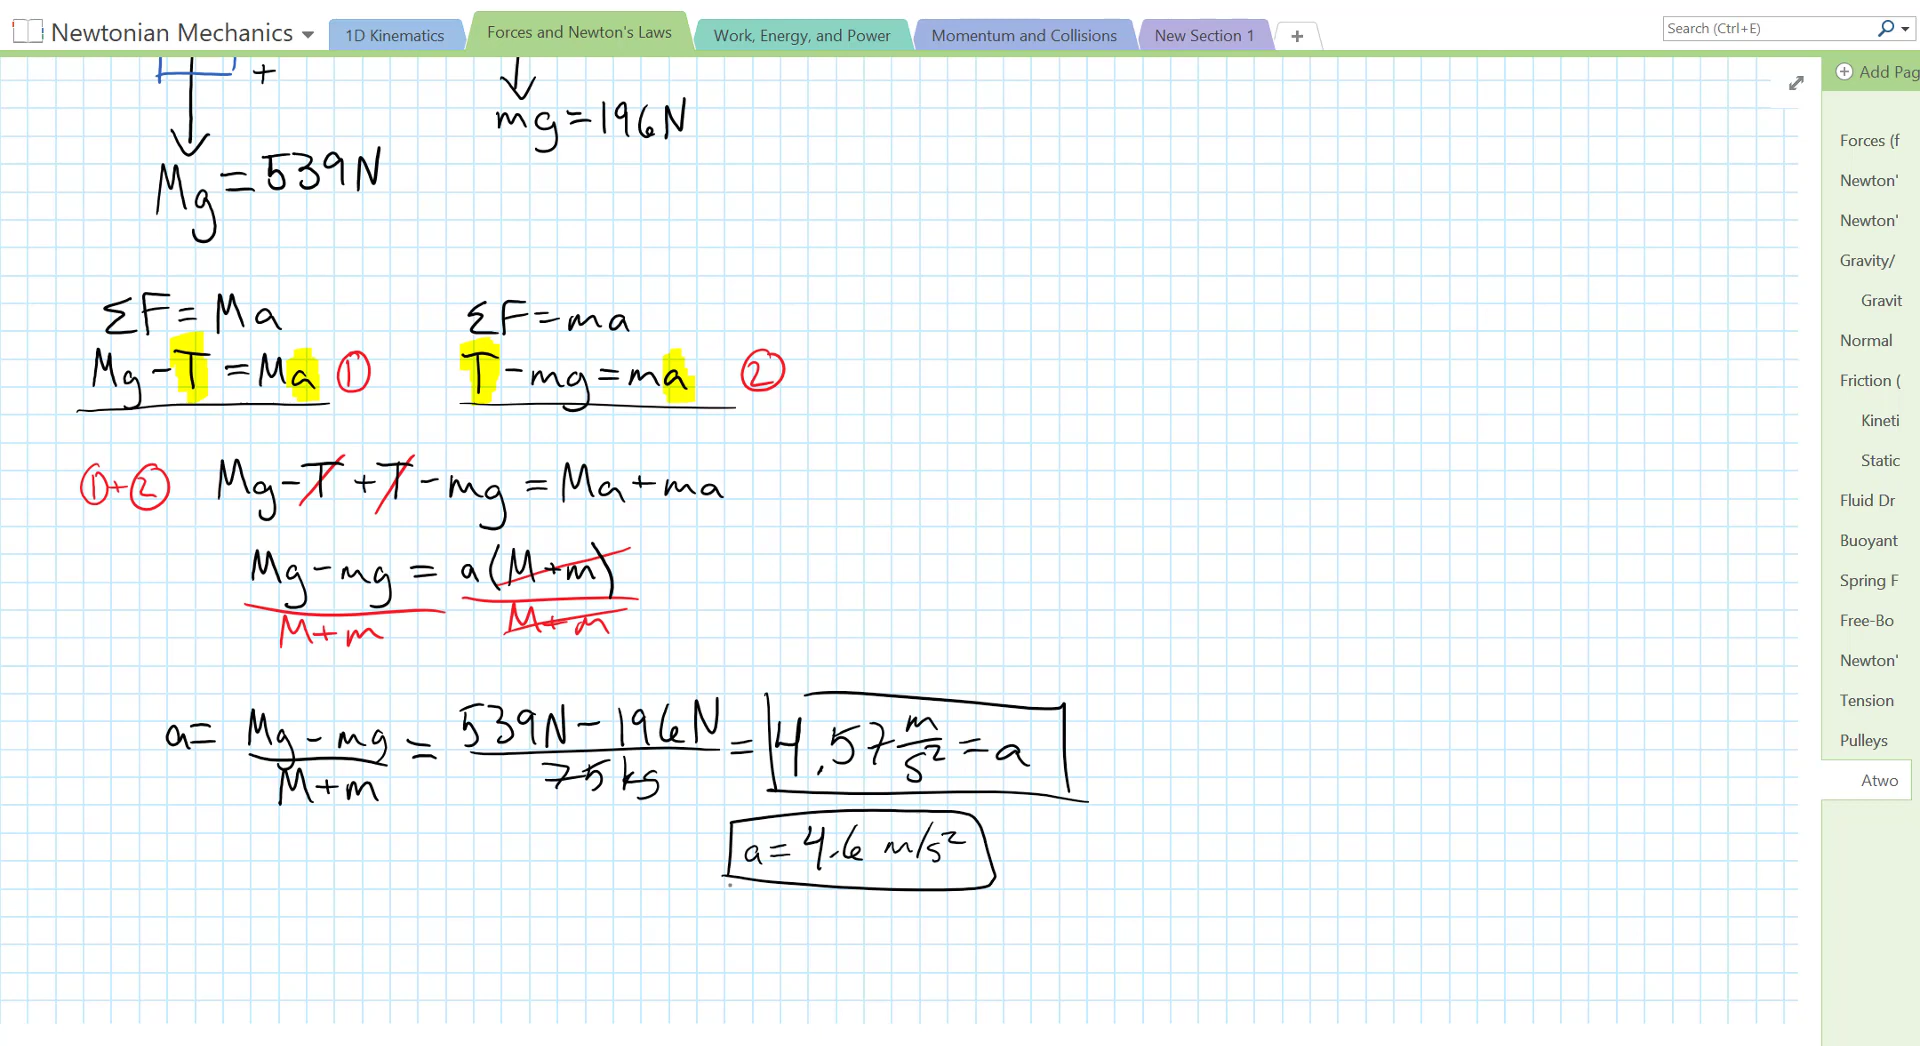 Newtonian Mechanics
1D Kinematics
Forces and Newton's Laws
Work, Energy, and Power
Momentum and Collisions
New Section 1
+
Search (Ctrl+E)
Add Pag
Forces (f
Newton'
Newton'
Gravity/
Gravit
Normal
Friction (
Kineti
Static
Fluid Dr
Buoyant
Spring F
Free-Bo
Newton'
Tension
Pulleys
Atwo
+
mg=196N
Mg=539N
ΣF=Ma
Mg-T=Ma ①
ΣF=ma
T-mg=ma ②
①+② Mg-T+T-mg=Ma+ma
Mg-mg = a(M+m)
M+m M+m
a= Mg-mg/M+m = 539N-196N/75kg = 4.57 m/s² = a
a=4.6 m/s²